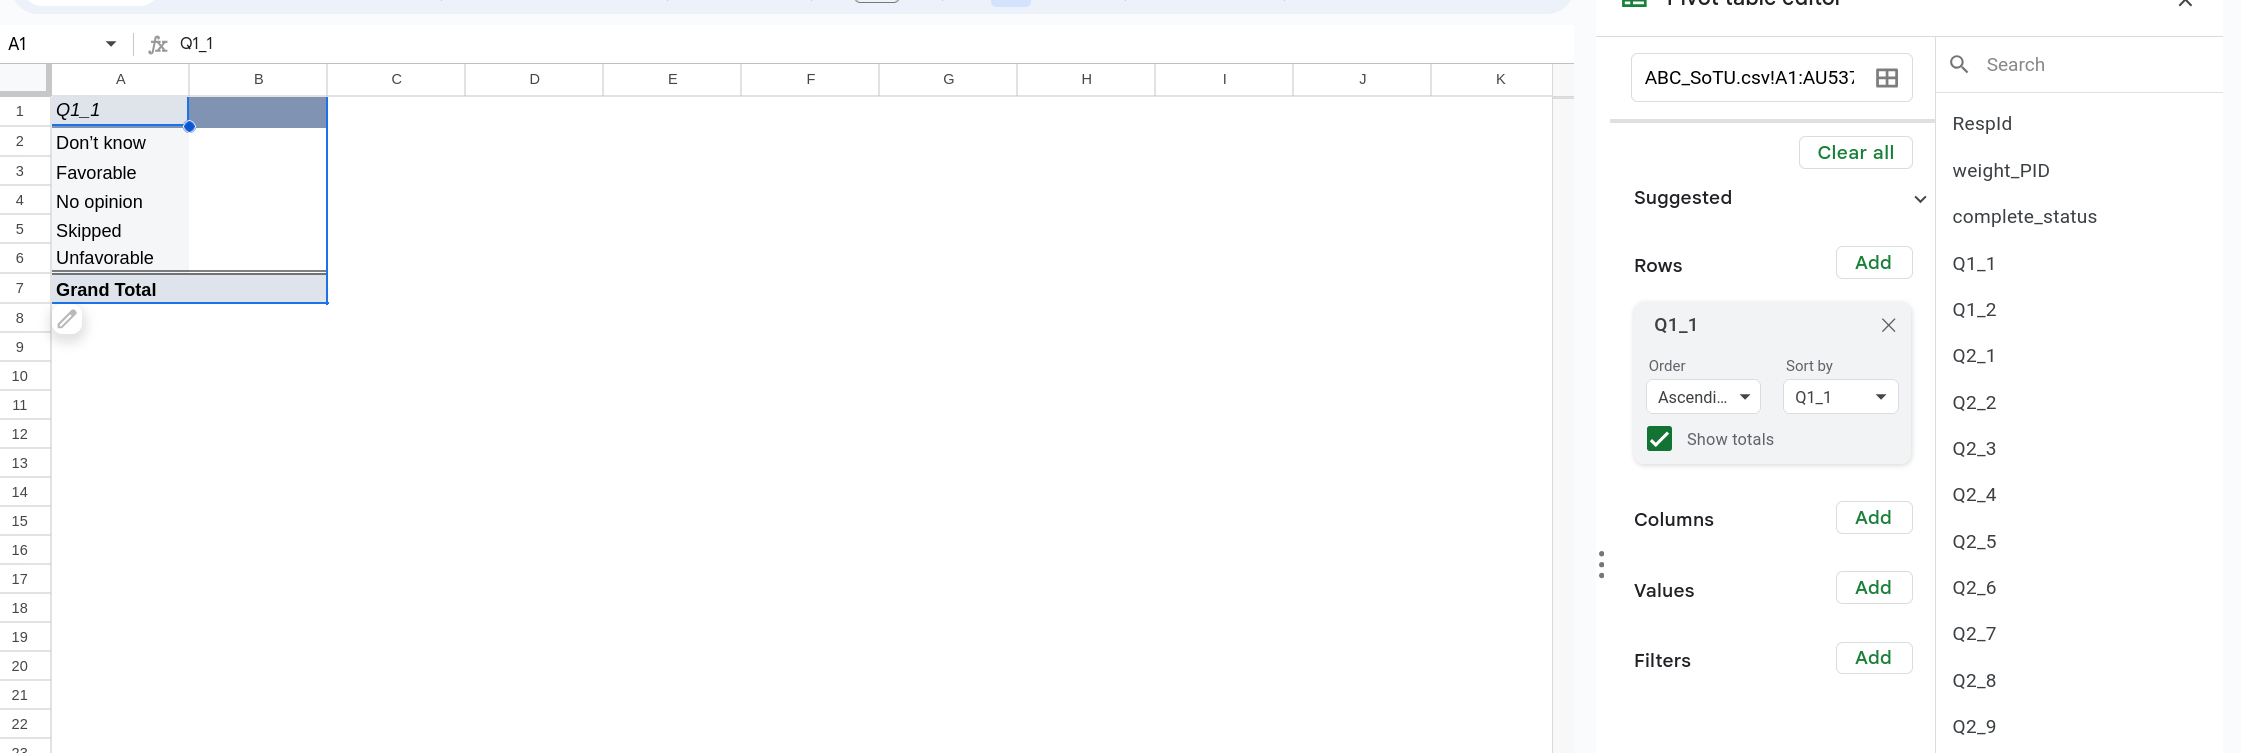 Pivot table editor
A1 Q1_1
ABC_SoTU.csv!A1:AU537
Search
A B C D E F G H I J K
1 Q1_1
2 Don't know
3 Favorable
4 No opinion
5 Skipped
6 Unfavorable
7 Grand Total
8
9
10
11
12
13
14
15
16
17
18
19
20
21
22
23
Clear all
Suggested
Rows Add
Q1_1
Order Sort by
Ascendi... Q1_1
Show totals
Columns Add
Values Add
Filters Add
RespId
weight_PID
complete_status
Q1_1
Q1_2
Q2_1
Q2_2
Q2_3
Q2_4
Q2_5
Q2_6
Q2_7
Q2_8
Q2_9